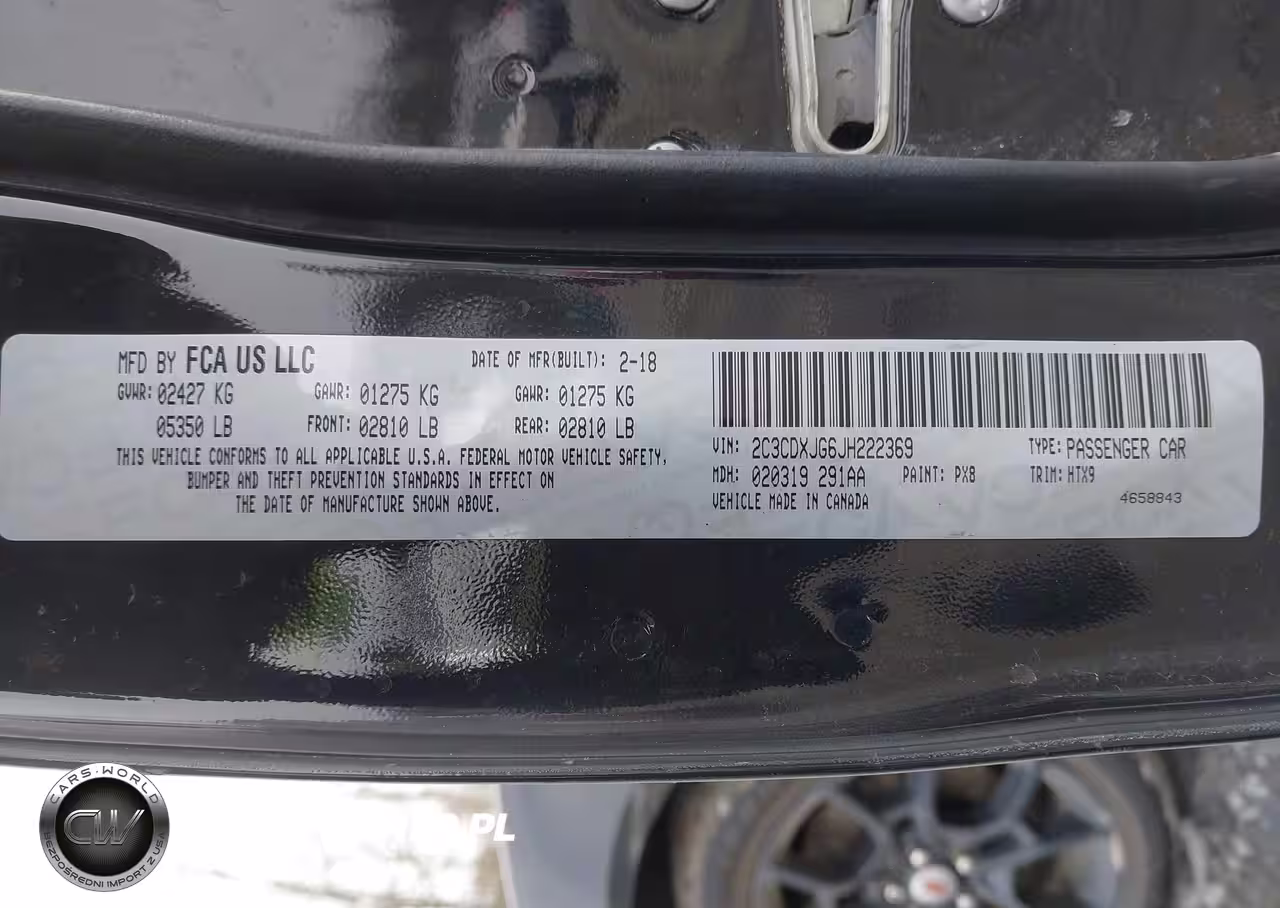 MFD BY FCA US LLC
DATE OF MFR(BUILT): 2-18
GVWR: 02427 KG
GAWR: 01275 KG
GAWR: 01275 KG
05350 LB
FRONT: 02810 LB
REAR: 02810 LB
THIS VEHICLE CONFORMS TO ALL APPLICABLE U.S.A. FEDERAL MOTOR VEHICLE SAFETY,
BUMPER AND THEFT PREVENTION STANDARDS IN EFFECT ON
THE DATE OF MANUFACTURE SHOWN ABOVE.
VIN: 2C3CDXJG6JH222369
TYPE: PASSENGER CAR
MDH: 020319 291AA
PAINT: PX8
TRIM: HTX9
VEHICLE MADE IN CANADA
4658843
CARS-WORLD
CW
BEZPOŚREDNI IMPORT Z USA